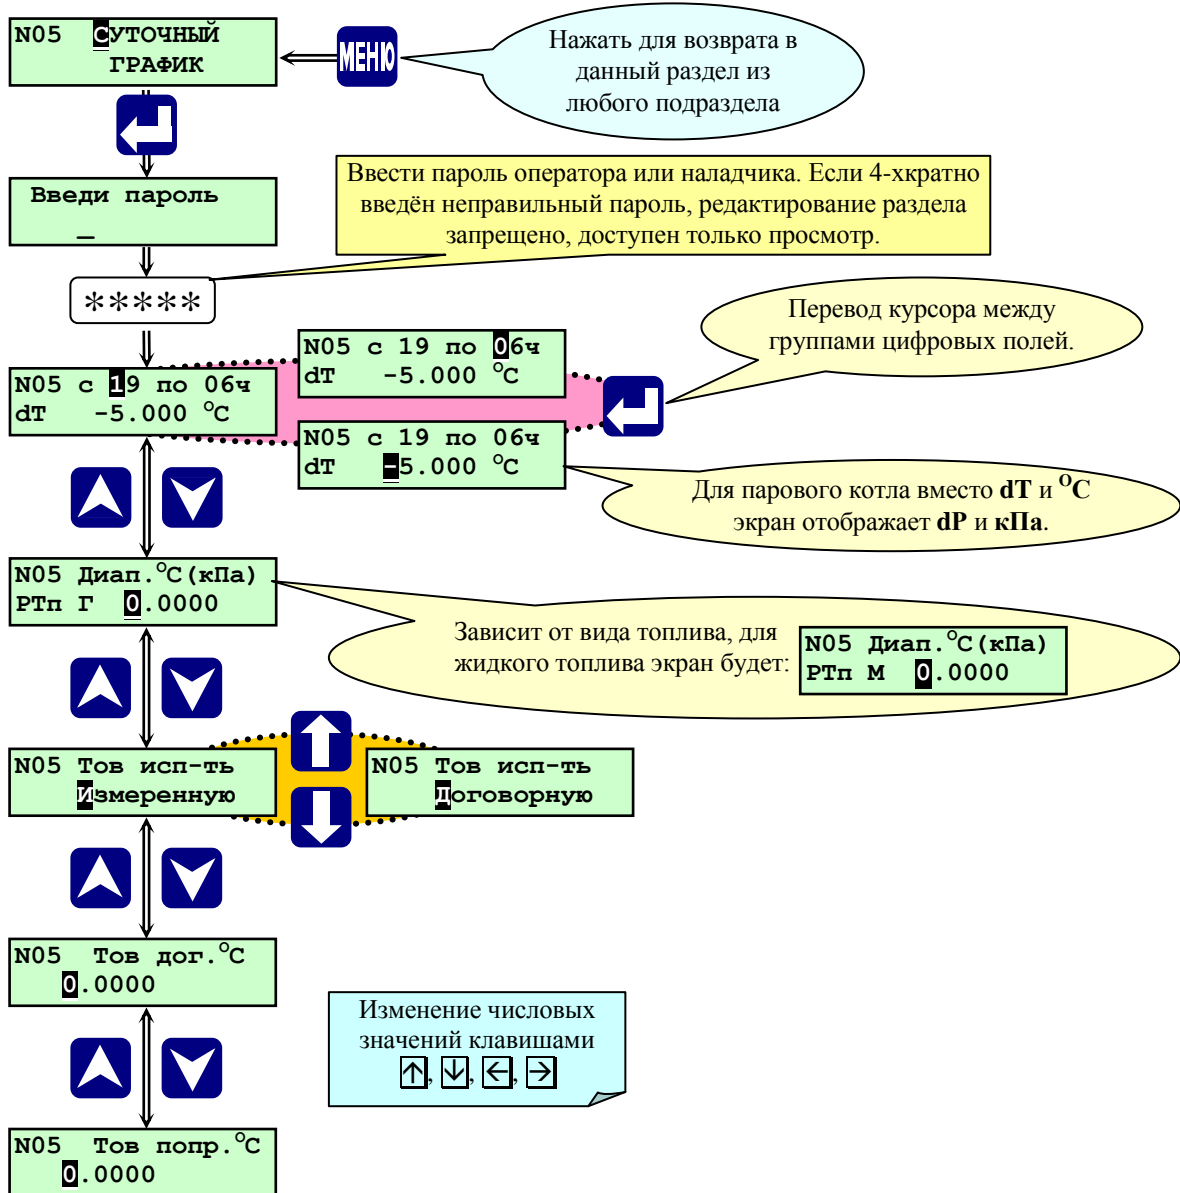 N05 СУТОЧНЫЙ
ГРАФИК
МЕНЮ
Нажать для возврата в
данный раздел из
любого подраздела
Введи пароль
_
Ввести пароль оператора или наладчика. Если 4-хкратно
введён неправильный пароль, редактирование раздела
запрещено, доступен только просмотр.
*****
Перевод курсора между
группами цифровых полей.
N05 с 19 по 06ч
dT -5.000 °C
N05 с 19 по 06ч
dT -5.000 °C
N05 с 19 по 06ч
dT -5.000 °C
Для парового котла вместо dT и °С
экран отображает dP и кПа.
N05 Диап.°С(кПа)
РТп Г 0.0000
Зависит от вида топлива, для
жидкого топлива экран будет:
N05 Диап.°С(кПа)
РТп М 0.0000
N05 Тов исп-ть
Измеренную
N05 Тов исп-ть
Договорную
N05 Тов дог.°С
0.0000
Изменение числовых
значений клавишами
↑, ↓, ←, →
N05 Тов попр.°С
0.0000